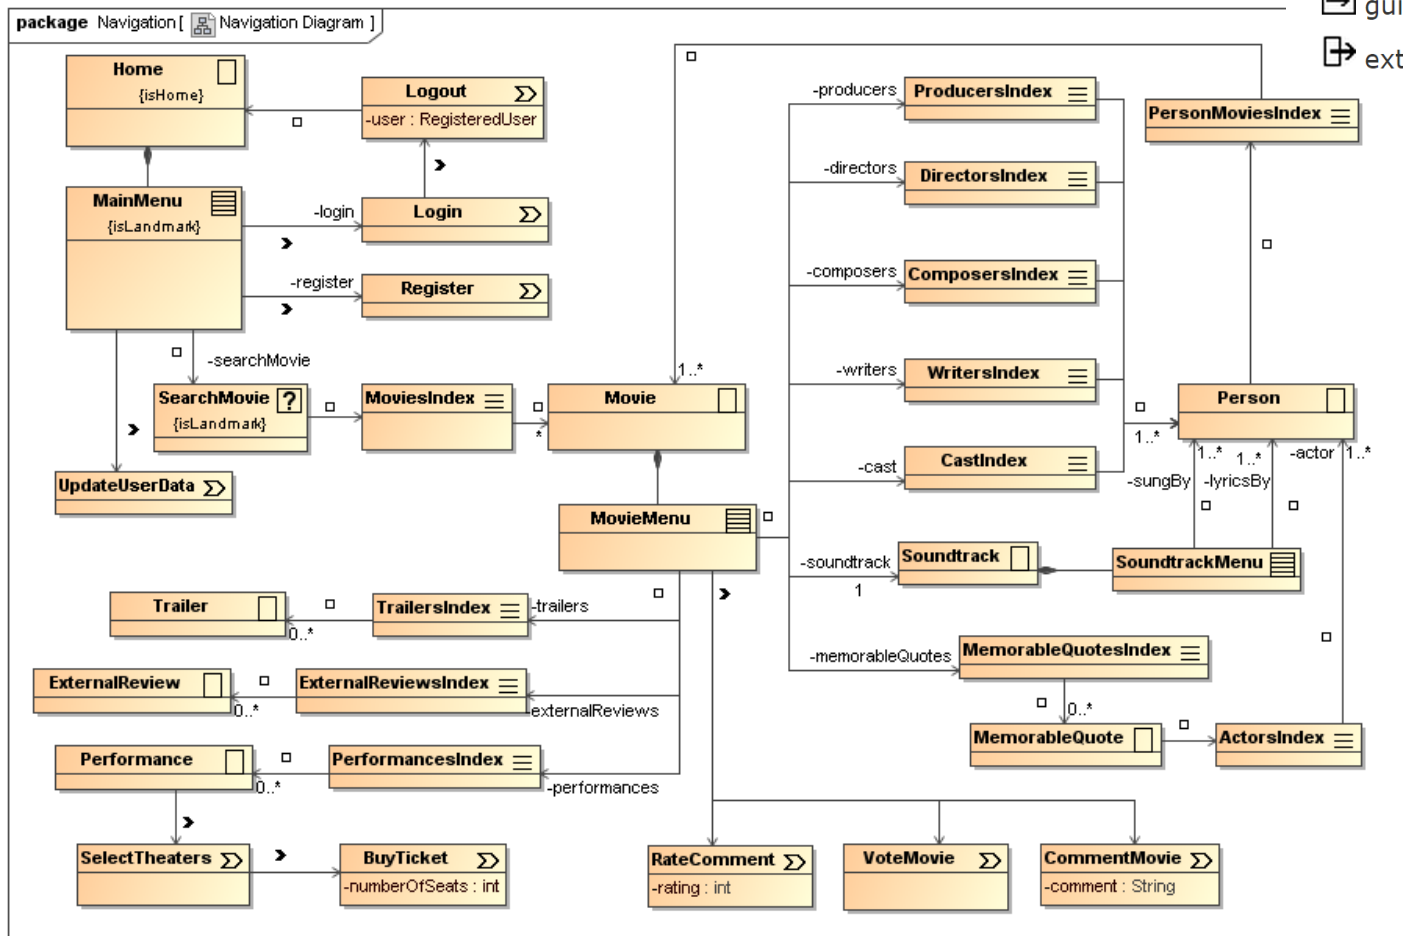 package Navigation [ Navigation Diagram ]
gui
ext
Home
{isHome}
Logout
-user : RegisteredUser
-producers
ProducersIndex
PersonMoviesIndex
-directors
DirectorsIndex
MainMenu
{isLandmark}
-login
Login
-composers
ComposersIndex
-register
Register
-searchMovie
1..*
-writers
WritersIndex
SearchMovie
?
{isLandmark}
MoviesIndex
*
Movie
Person
1..*
-cast
CastIndex
1..*
1..*
-actor
1..*
-sungBy
-lyricsBy
UpdateUserData
MovieMenu
-soundtrack
1
Soundtrack
SoundtrackMenu
Trailer
0..*
TrailersIndex
-trailers
-memorableQuotes
MemorableQuotesIndex
ExternalReview
0..*
ExternalReviewsIndex
-externalReviews
0..*
MemorableQuote
ActorsIndex
Performance
0..*
PerformancesIndex
-performances
SelectTheaters
BuyTicket
-numberOfSeats : int
RateComment
-rating : int
VoteMovie
CommentMovie
-comment : String